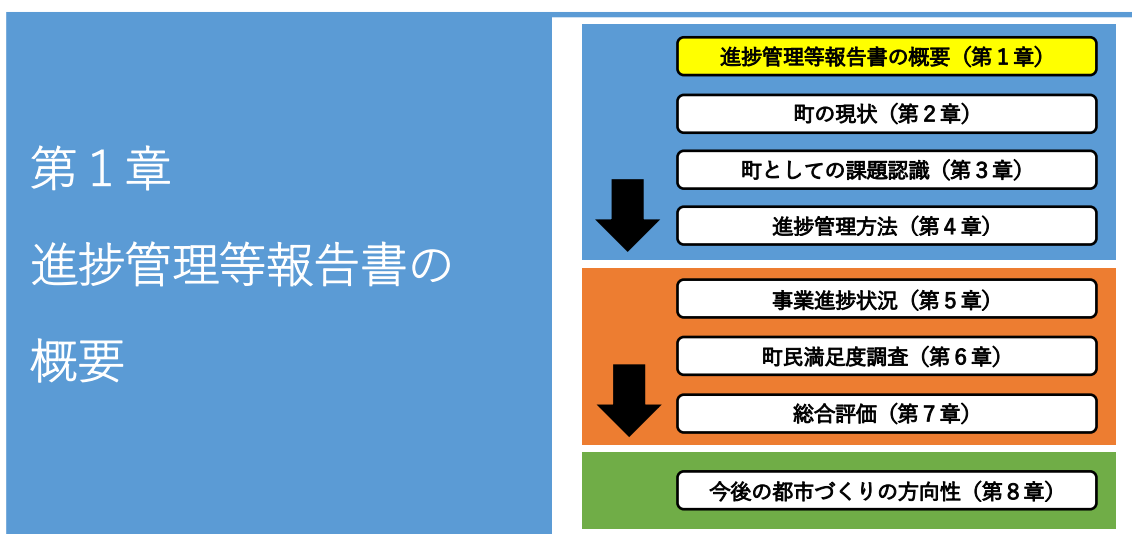 第１章
進捗管理等報告書の
概要
進捗管理等報告書の概要（第１章）
町の現状（第２章）
町としての課題認識（第３章）
進捗管理方法（第４章）
事業進捗状況（第５章）
町民満足度調査（第６章）
総合評価（第７章）
今後の都市づくりの方向性（第８章）